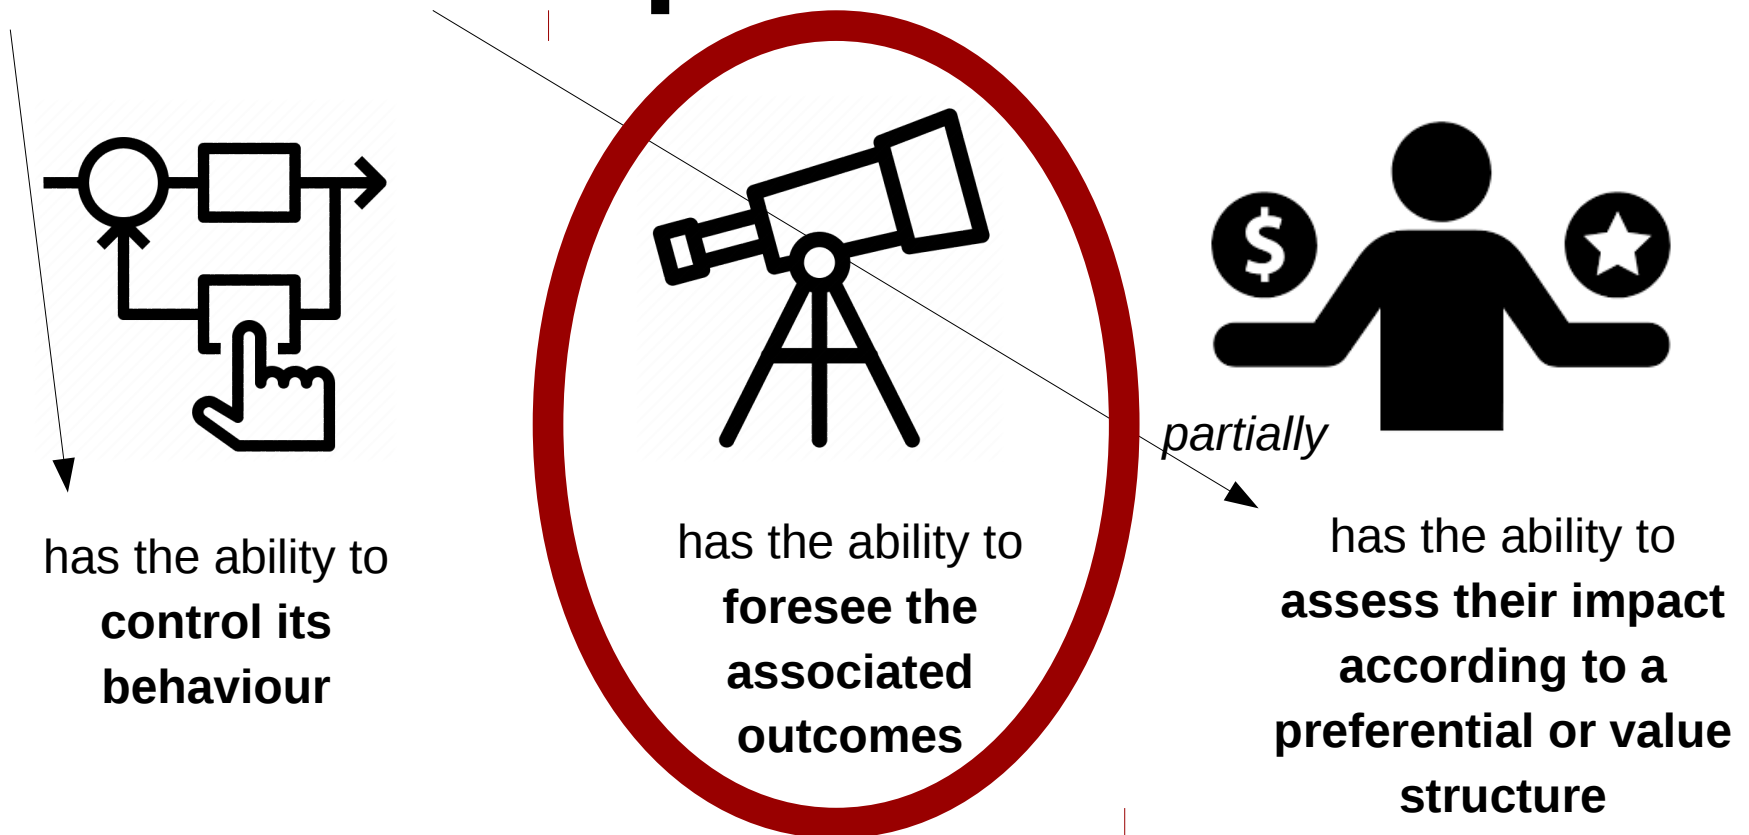 $
partially
has the ability to
control its
behaviour
has the ability to
foresee the
associated
outcomes
has the ability to
assess their impact
according to a
preferential or value
structure